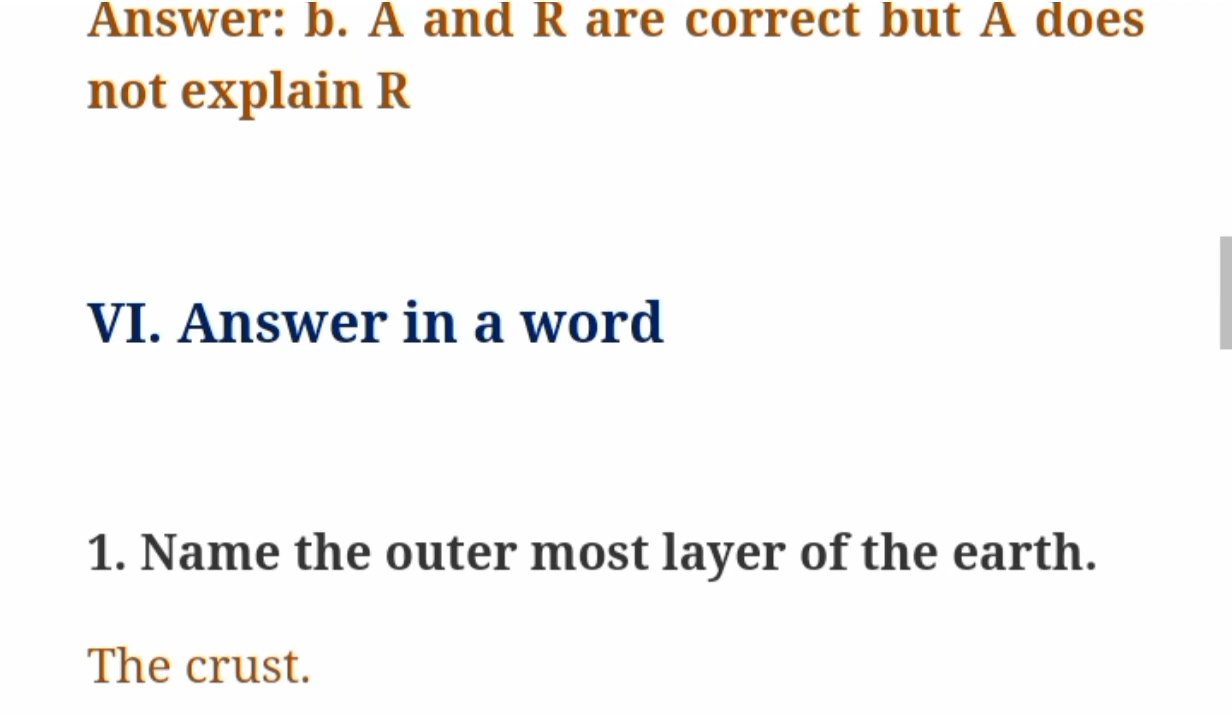 Answer: b. A and R are correct but A does
not explain R
VI. Answer in a word
1. Name the outer most layer of the earth.
The crust.